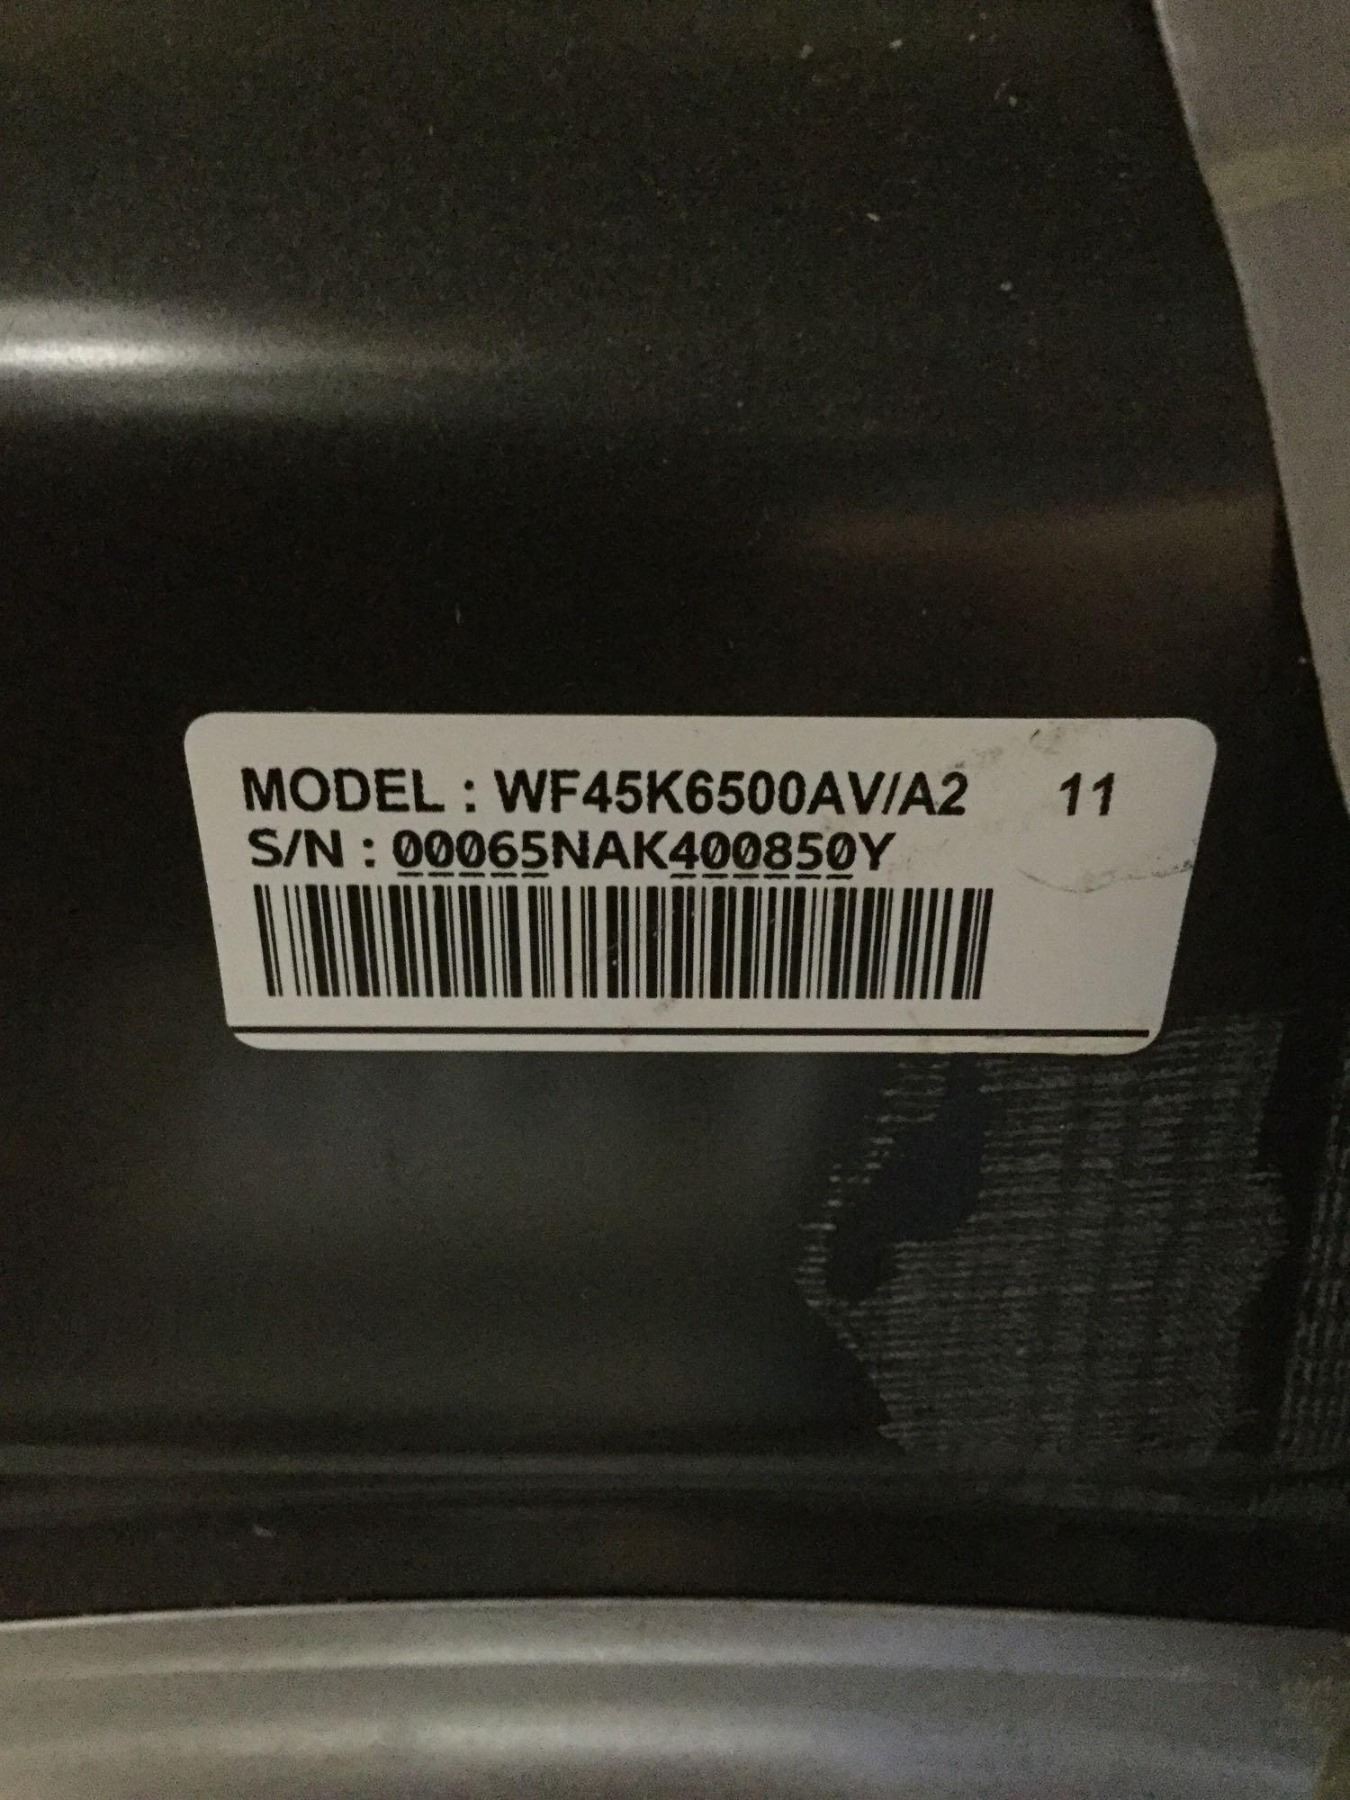 MODEL : WF45K6500AV/A2 11
S/N : 00065NAK400850Y